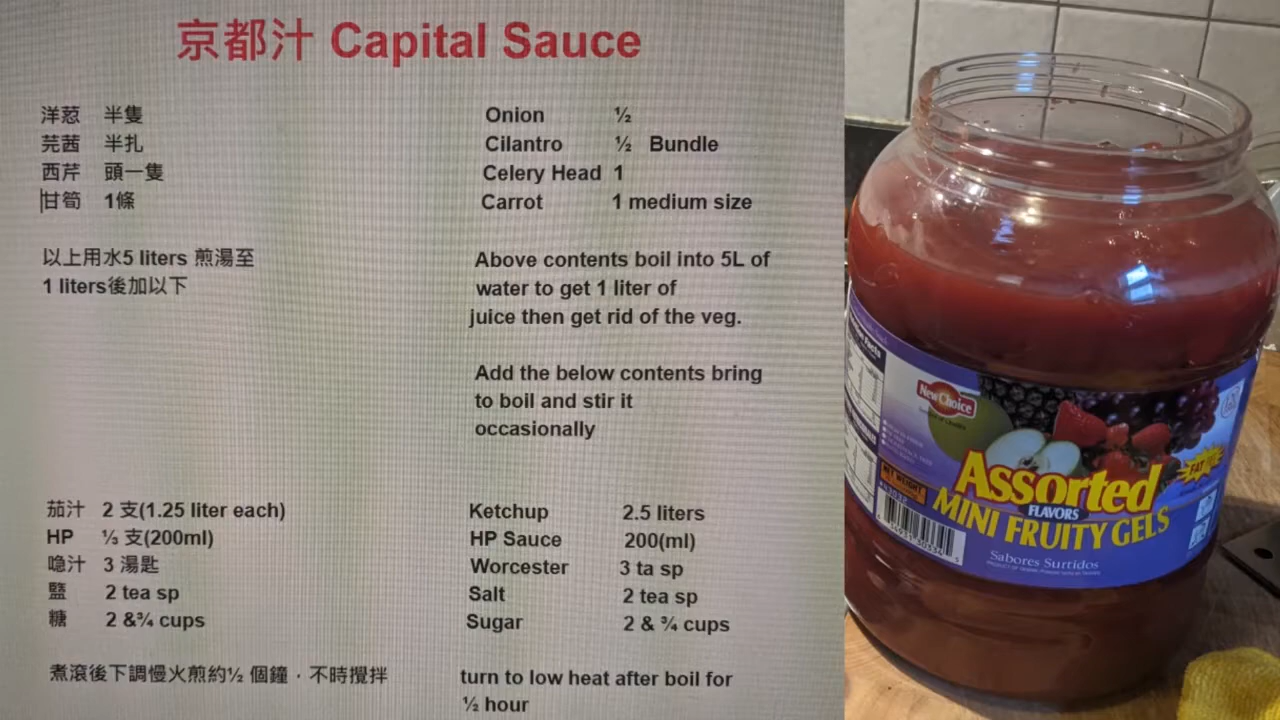 京都汁 Capital Sauce
洋葱 半隻
芫茜 半扎
西芹 頭一隻
甘筍 1條
以上用水5 liters 煎湯至
1 liters後加以下
茄汁 2 支(1.25 liter each)
HP ⅓ 支(200ml)
喼汁 3 湯匙
鹽 2 tea sp
糖 2 &¾ cups
煮滾後下調慢火煎約½ 個鐘，不時攪拌
Onion ½
Cilantro ½ Bundle
Celery Head 1
Carrot 1 medium size
Above contents boil into 5L of
water to get 1 liter of
juice then get rid of the veg.
Add the below contents bring
to boil and stir it
occasionally
Ketchup 2.5 liters
HP Sauce 200(ml)
Worcester 3 ta sp
Salt 2 tea sp
Sugar 2 & ¾ cups
turn to low heat after boil for
½ hour
New Choice
Assorted
FLAVORS
MINI FRUITY GELS
Sabores Surtidos
NET WEIGHT
FAT